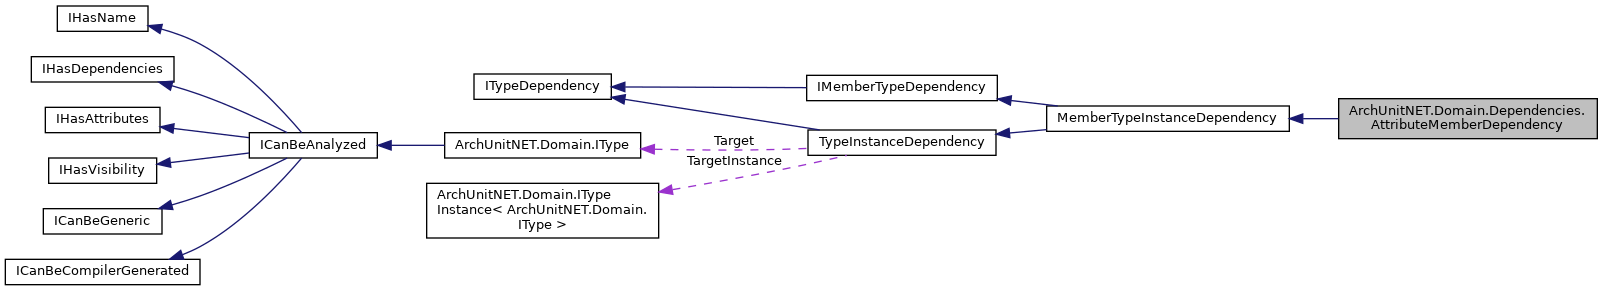 IHasName
IHasDependencies
IHasAttributes
IHasVisibility
ICanBeGeneric
ICanBeCompilerGenerated
ICanBeAnalyzed
ITypeDependency
ArchUnitNET.Domain.IType
ArchUnitNET.Domain.IType
Instance< ArchUnitNET.Domain.
IType >
Target
TargetInstance
IMemberTypeDependency
TypeInstanceDependency
MemberTypeInstanceDependency
ArchUnitNET.Domain.Dependencies.
AttributeMemberDependency